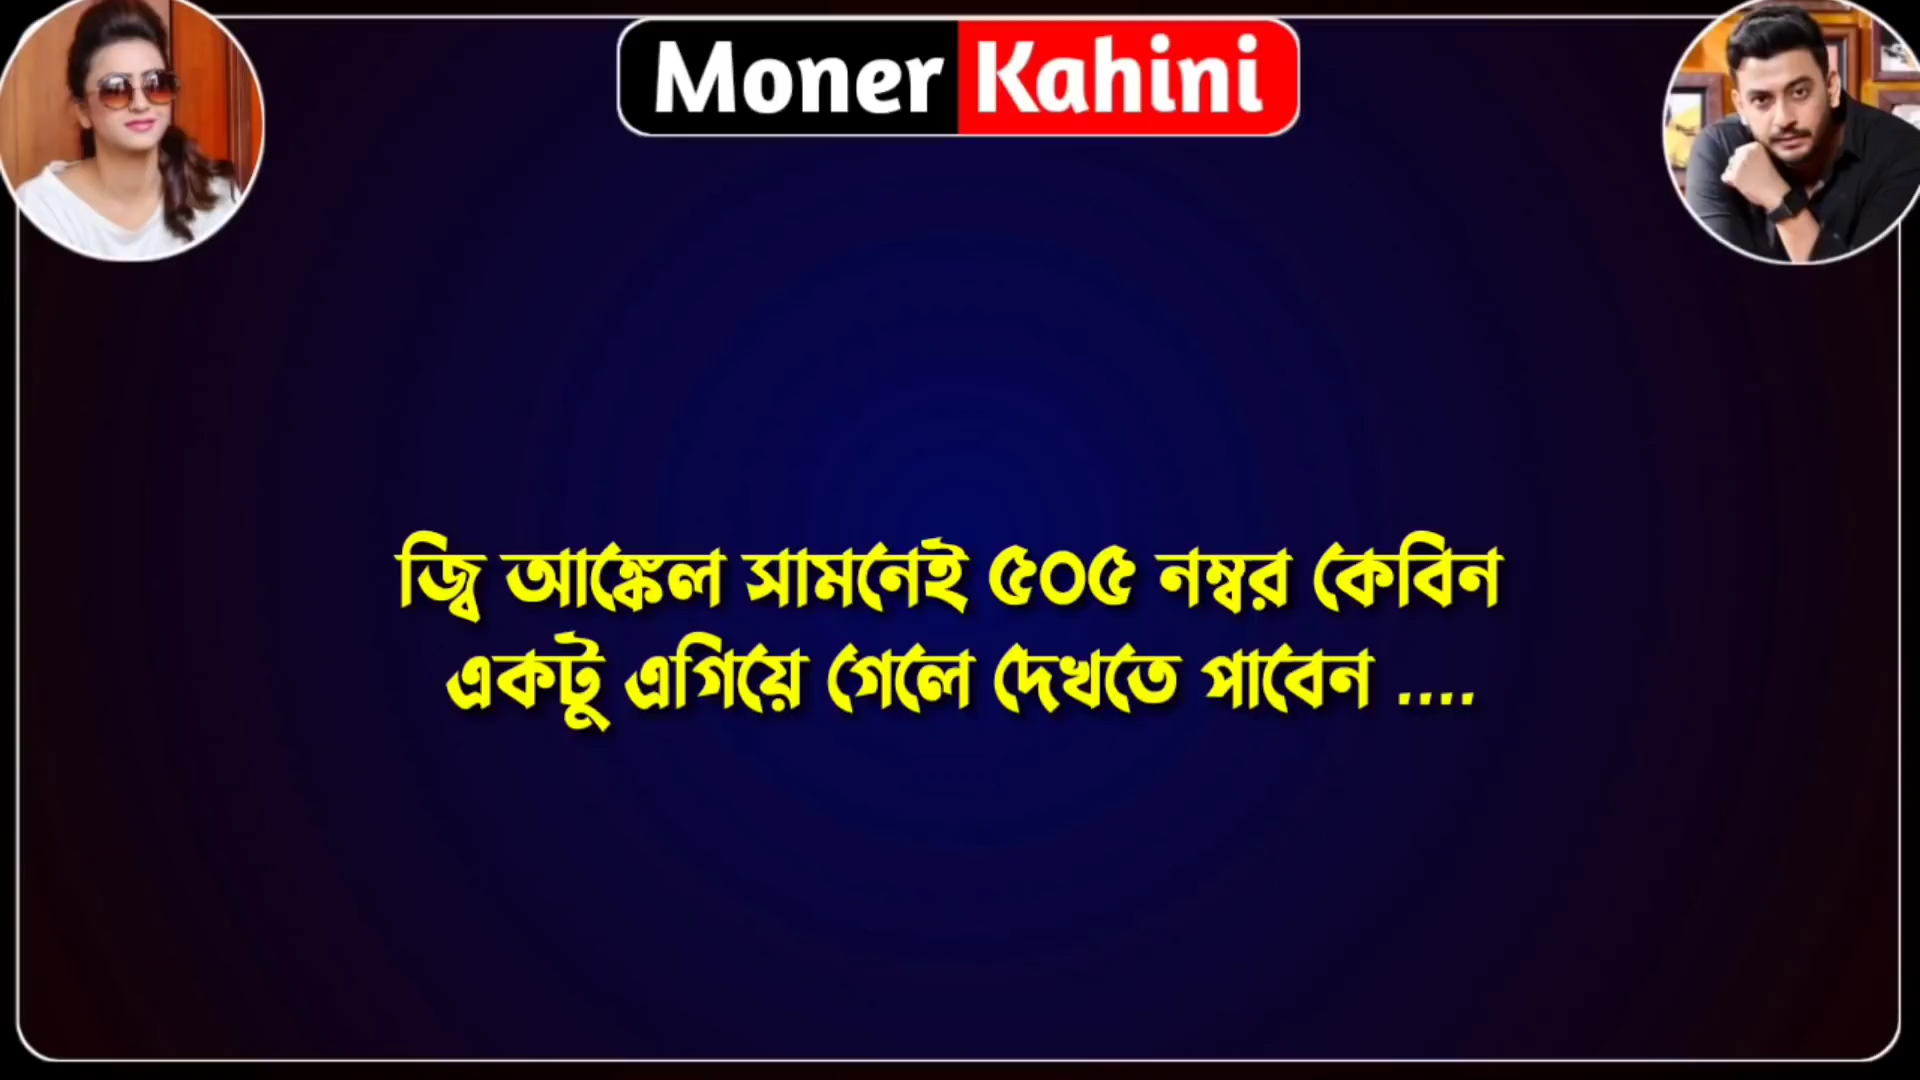 Moner Kahini
জ্বি আঙ্কেল সামনেই ৫০৫ নম্বর কেবিন
একটু এগিয়ে গেলে দেখতে পাবেন ....